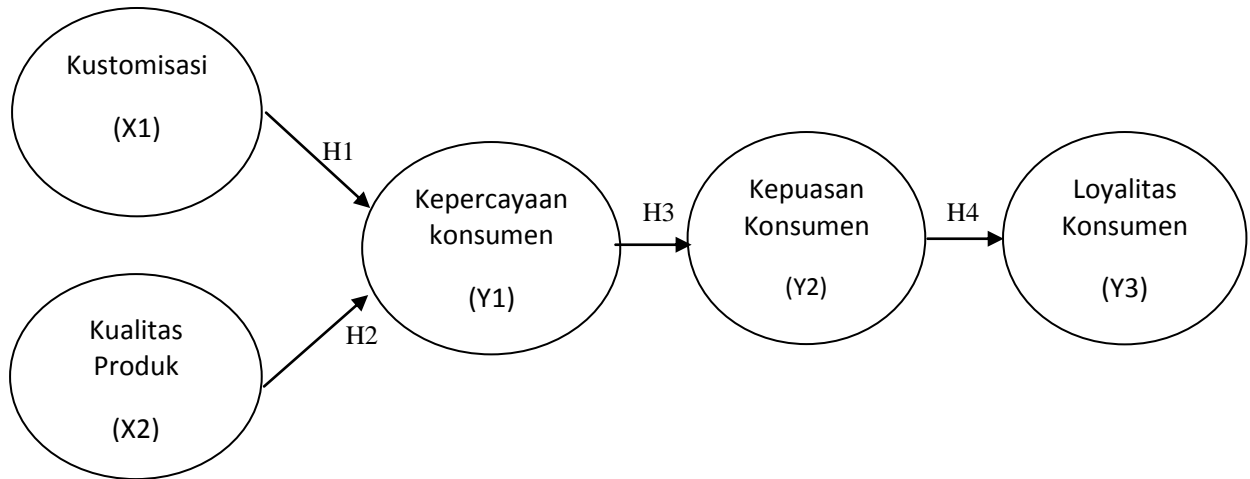 Kustomisasi
(X1)
H1
Kualitas
Produk
(X2)
H2
Kepercayaan
konsumen
(Y1)
H3
Kepuasan
Konsumen
(Y2)
H4
Loyalitas
Konsumen
(Y3)